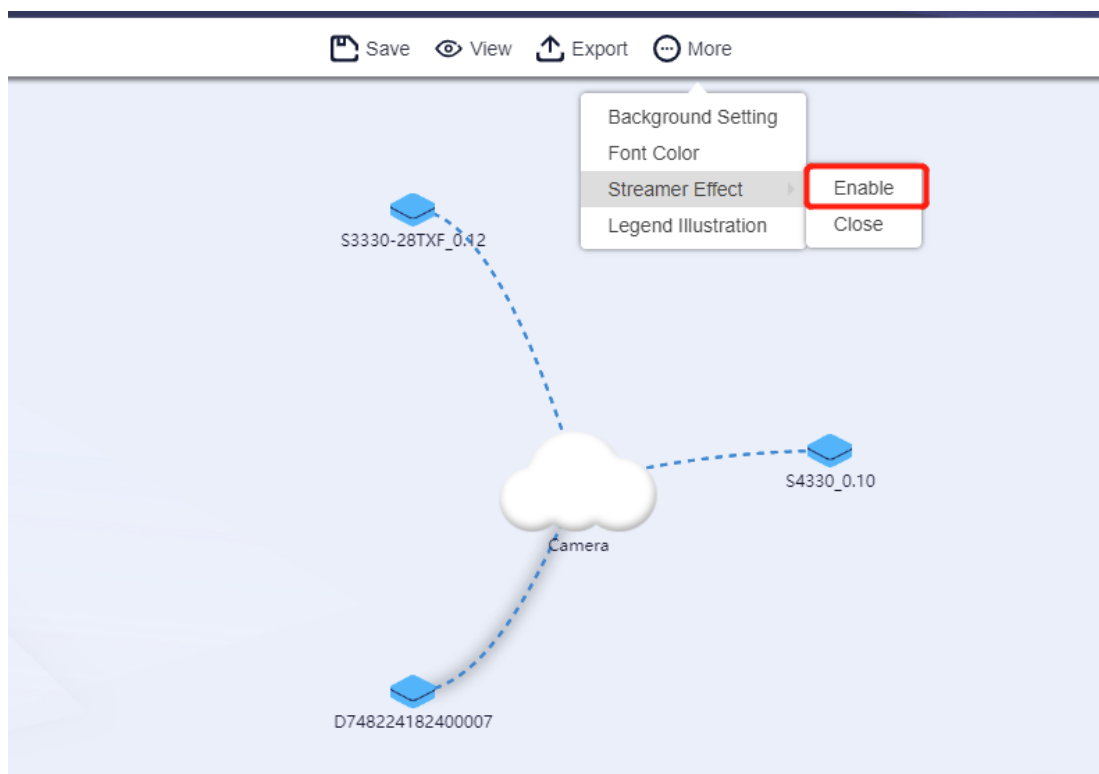 Save View Export More
Background Setting
Font Color
Streamer Effect Enable
Legend Illustration Close
S3330-28TXF_0.12
S4330_0.10
Camera
D748224182400007